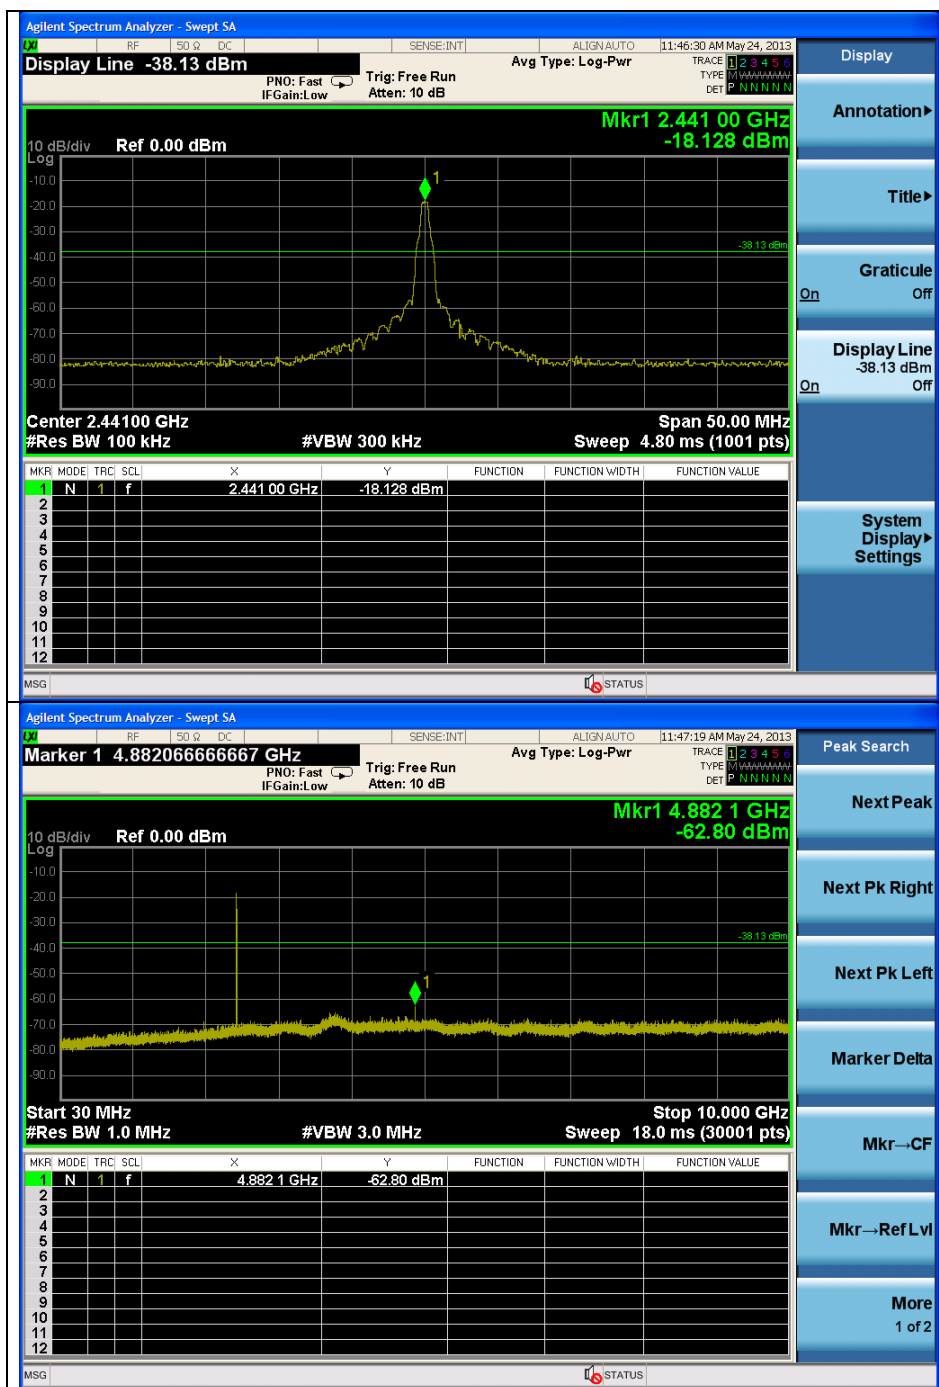 Agilent Spectrum Analyzer - Swept SA
LXI RF 50 Ω DC SENSE:INT ALIGN AUTO 11:46:30 AM May 24, 2013
Display Line -38.13 dBm
PNO: Fast
IFGain:Low
Trig: Free Run
Atten: 10 dB
Avg Type: Log-Pwr
TRACE 1 2 3 4 5 6
TYPE M WWWWW
DET P N N N N N
Mkr1 2.441 00 GHz
-18.128 dBm
10 dB/div Ref 0.00 dBm
Log
1
-10.0
-20.0
-30.0
-38.13 dBm
-40.0
-50.0
-60.0
-70.0
-80.0
-90.0
Center 2.44100 GHz Span 50.00 MHz
#Res BW 100 kHz #VBW 300 kHz Sweep 4.80 ms (1001 pts)
MKR MODE TRC SCL X Y FUNCTION FUNCTION WIDTH FUNCTION VALUE
1 N 1 f 2.441 00 GHz -18.128 dBm
2
3
4
5
6
7
8
9
10
11
12
MSG STATUS
Display
Annotation▶
Title▶
Graticule
On Off
Display Line
-38.13 dBm
On Off
System
Display▶
Settings
Agilent Spectrum Analyzer - Swept SA
LXI RF 50 Ω DC SENSE:INT ALIGN AUTO 11:47:19 AM May 24, 2013
Marker 1 4.882066666667 GHz
PNO: Fast
IFGain:Low
Trig: Free Run
Atten: 10 dB
Avg Type: Log-Pwr
TRACE 1 2 3 4 5 6
TYPE M WWWWW
DET P N N N N N
Mkr1 4.882 1 GHz
-62.80 dBm
10 dB/div Ref 0.00 dBm
Log
-10.0
-20.0
-30.0
-38.13 dBm
-40.0
-50.0
1
-60.0
-70.0
-80.0
-90.0
Start 30 MHz Stop 10.000 GHz
#Res BW 1.0 MHz #VBW 3.0 MHz Sweep 18.0 ms (30001 pts)
MKR MODE TRC SCL X Y FUNCTION FUNCTION WIDTH FUNCTION VALUE
1 N 1 f 4.882 1 GHz -62.80 dBm
2
3
4
5
6
7
8
9
10
11
12
MSG STATUS
Peak Search
Next Peak
Next Pk Right
Next Pk Left
Marker Delta
Mkr→CF
Mkr→Ref Lvl
More
1 of 2